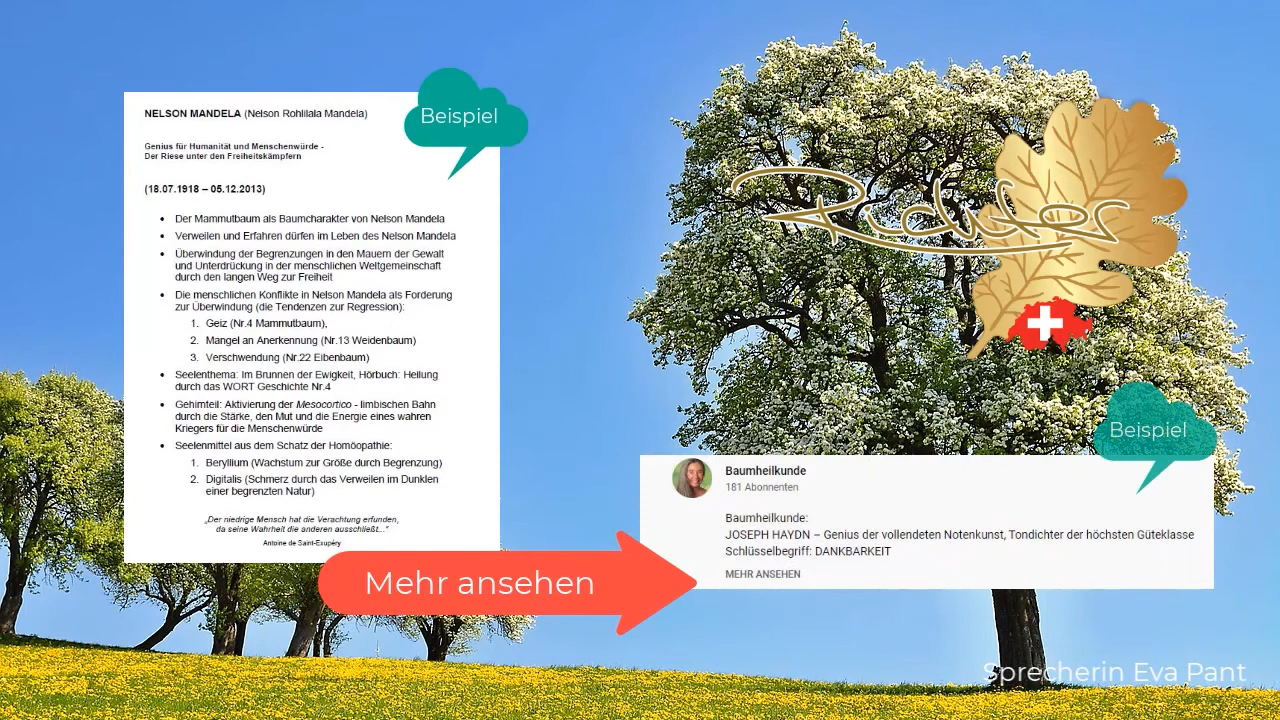 NELSON MANDELA (Nelson Rohlilala Mandela)
Genius für Humanität und Menschenwürde -
Der Riese unter den Freiheitskämpfern
(18.07.1918 – 05.12.2013)
• Der Mammutbaum als Baumcharakter von Nelson Mandela
• Verweilen und Erfahren dürfen im Leben des Nelson Mandela
• Überwindung der Begrenzungen in den Mauern der Gewalt
und Unterdrückung in der menschlichen Weltgemeinschaft
durch den langen Weg zur Freiheit
• Die menschlichen Konflikte in Nelson Mandela als Forderung
zur Überwindung (die Tendenzen zur Regression):
1. Geiz (Nr.4 Mammutbaum),
2. Mangel an Anerkennung (Nr.13 Weidenbaum)
3. Verschwendung (Nr.22 Eibenbaum)
• Seelenthema: Im Brunnen der Ewigkeit, Hörbuch: Heilung
durch das WORT Geschichte Nr.4
• Gehirnteil: Aktivierung der Mesocortico - limbischen Bahn
durch die Stärke, den Mut und die Energie eines wahren
Kriegers für die Menschenwürde
• Seelenmittel aus dem Schatz der Homöopathie:
1. Beryllium (Wachstum zur Größe durch Begrenzung)
2. Digitalis (Schmerz durch das Verweilen im Dunklen
einer begrenzten Natur)
„Der niedrige Mensch hat die Verachtung erfunden,
da seine Wahrheit die anderen ausschließt..."
Antoine de Saint-Exupéry
Beispiel
Richter
Beispiel
Baumheilkunde
181 Abonnenten
Baumheilkunde:
JOSEPH HAYDN – Genius der vollendeten Notenkunst, Tondichter der höchsten Güteklasse
Schlüsselbegriff: DANKBARKEIT
MEHR ANSEHEN
Mehr ansehen
Sprecherin Eva Pant